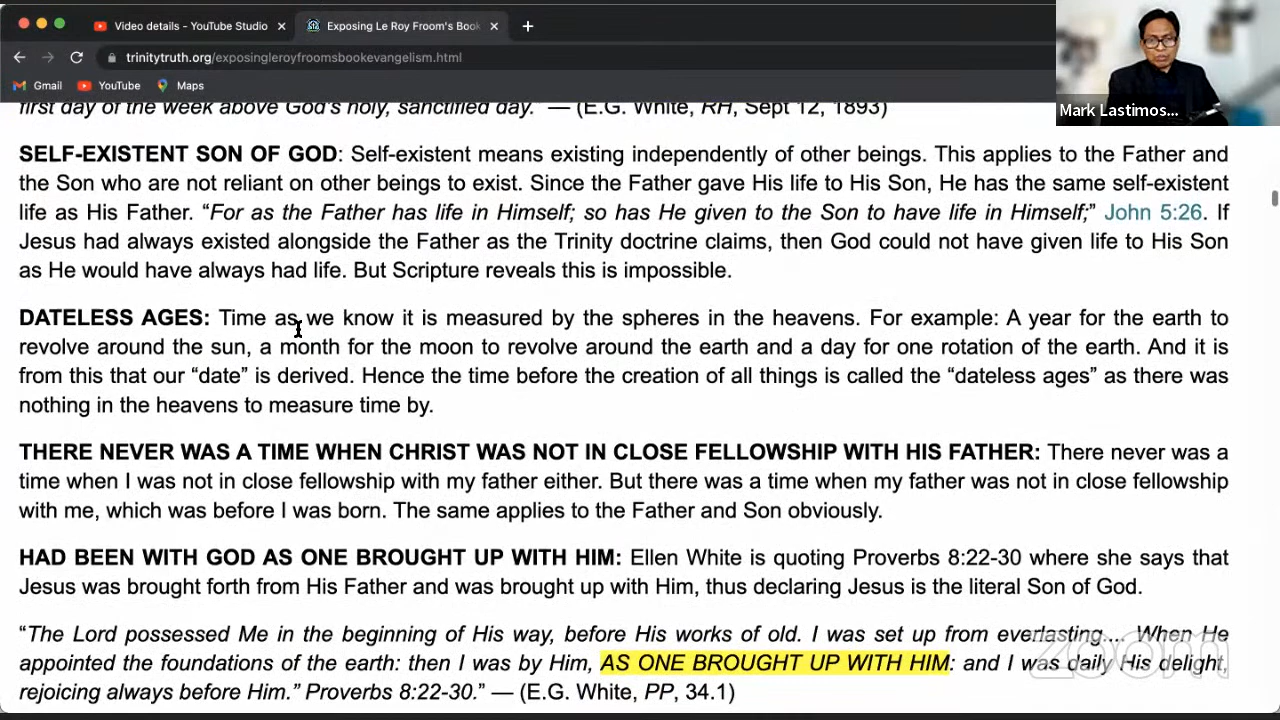 Video details - YouTube Studio
Exposing Le Roy Froom's Book
trinitytruth.org/exposingleroyfroomsbookevangelism.html
Gmail YouTube Maps
Mark Lastimos...
first day of the week above God's holy, sanctified day." — (E.G. White, RH, Sept 12, 1893)
SELF-EXISTENT SON OF GOD: Self-existent means existing independently of other beings. This applies to the Father and
the Son who are not reliant on other beings to exist. Since the Father gave His life to His Son, He has the same self-existent
life as His Father. “For as the Father has life in Himself; so has He given to the Son to have life in Himself;” John 5:26. If
Jesus had always existed alongside the Father as the Trinity doctrine claims, then God could not have given life to His Son
as He would have always had life. But Scripture reveals this is impossible.
DATELESS AGES: Time as we know it is measured by the spheres in the heavens. For example: A year for the earth to
revolve around the sun, a month for the moon to revolve around the earth and a day for one rotation of the earth. And it is
from this that our “date” is derived. Hence the time before the creation of all things is called the “dateless ages” as there was
nothing in the heavens to measure time by.
THERE NEVER WAS A TIME WHEN CHRIST WAS NOT IN CLOSE FELLOWSHIP WITH HIS FATHER: There never was a
time when I was not in close fellowship with my father either. But there was a time when my father was not in close fellowship
with me, which was before I was born. The same applies to the Father and Son obviously.
HAD BEEN WITH GOD AS ONE BROUGHT UP WITH HIM: Ellen White is quoting Proverbs 8:22-30 where she says that
Jesus was brought forth from His Father and was brought up with Him, thus declaring Jesus is the literal Son of God.
“The Lord possessed Me in the beginning of His way, before His works of old. I was set up from everlasting.... When He
appointed the foundations of the earth: then I was by Him, AS ONE BROUGHT UP WITH HIM: and I was daily His delight,
rejoicing always before Him.” Proverbs 8:22-30.” — (E.G. White, PP, 34.1)
zoom